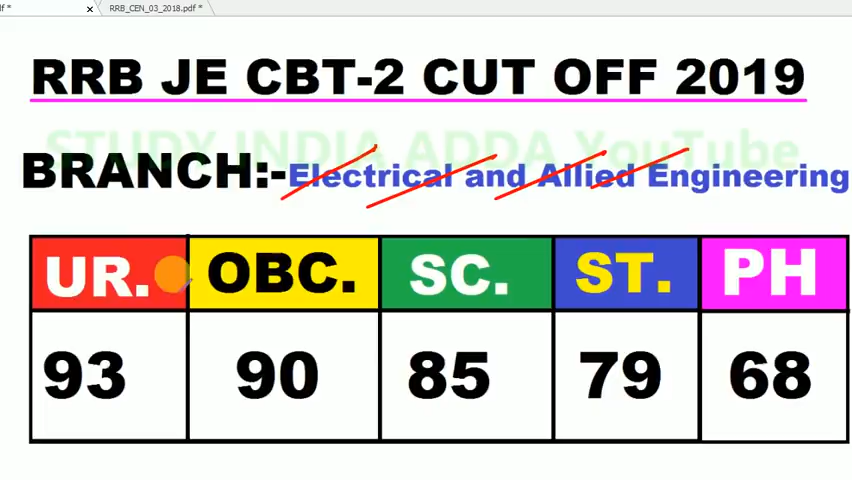 df *
RRB_CEN_03_2018.pdf *
RRB JE CBT-2 CUT OFF 2019
STUDY INDIA ADDA YouTube
BRANCH:-Electrical and Allied Engineering
UR. OBC. SC. ST. PH
93 90 85 79 68